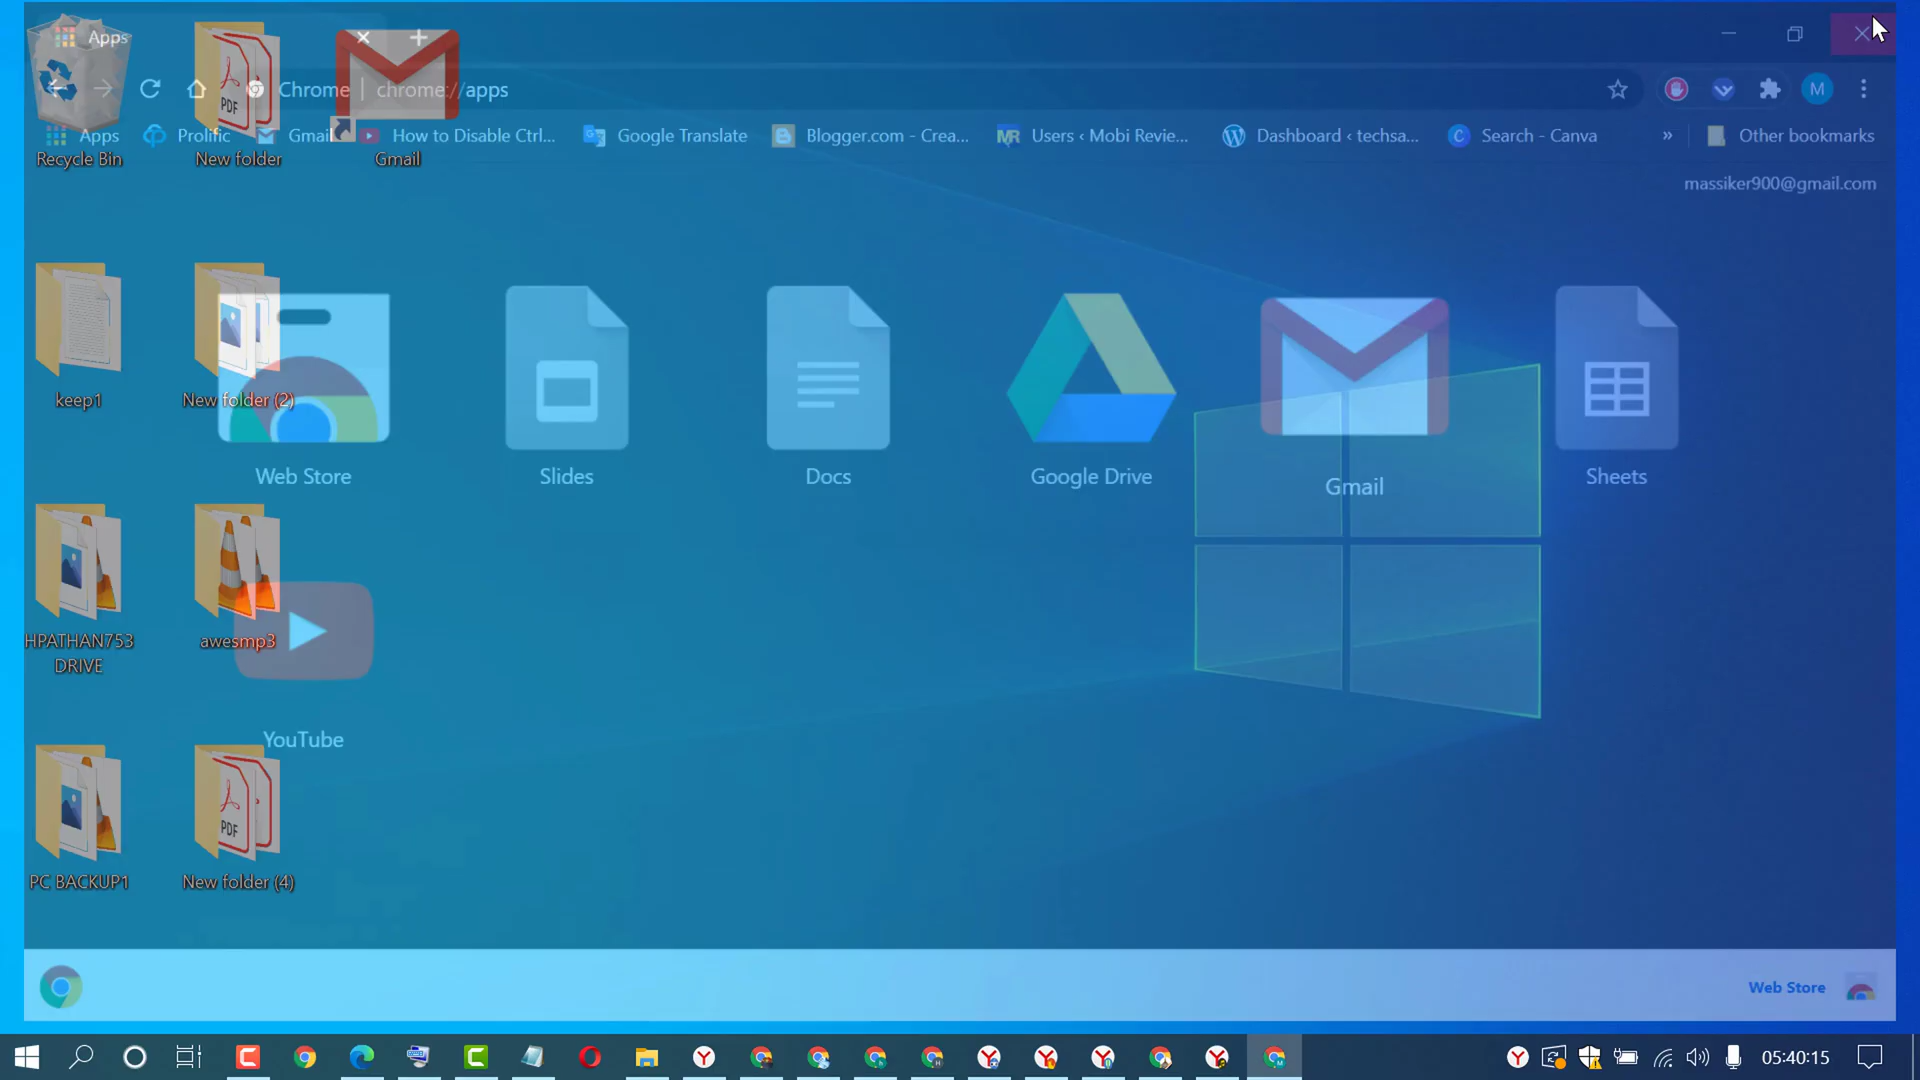 Apps
Chrome | chrome://apps
M
Apps
Prolific
Gmail
How to Disable Ctrl...
Google Translate
Blogger.com - Crea...
Users ‹ Mobi Revie...
Dashboard ‹ techsa...
Search - Canva
»
Other bookmarks
massiker900@gmail.com
Recycle Bin
New folder
PDF
Gmail
keep1
New folder (2)
HPATHAN753
DRIVE
awesmp3
PC BACKUP1
New folder (4)
PDF
Web Store
Slides
Docs
Google Drive
Gmail
Sheets
YouTube
Web Store
05:40:15